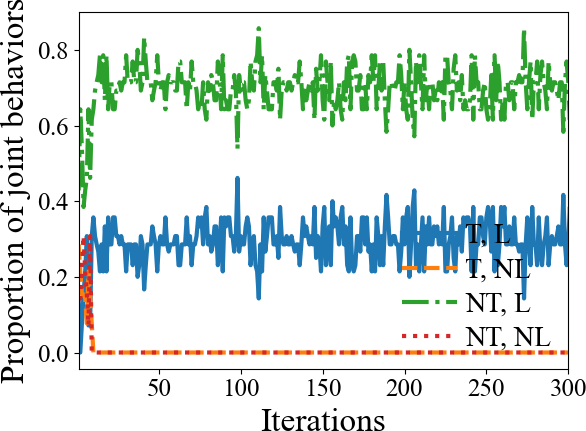 Proportion of joint behaviors
0.8
0.6
0.4
0.2
0.0
T, L
T, NL
NT, L
NT, NL
50
100
150
200
250
300
Iterations